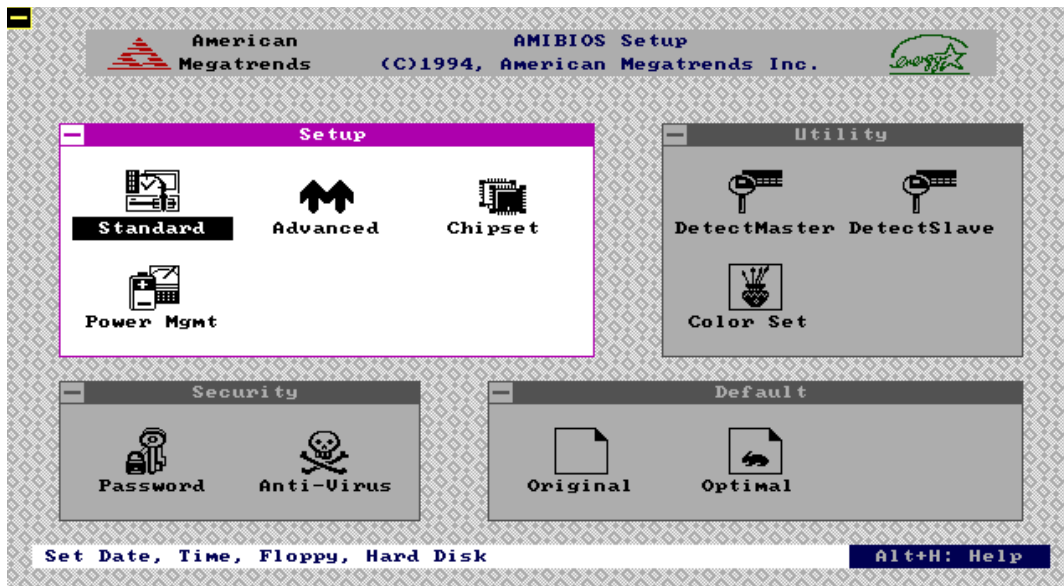 American Megatrends
AMIBIOS Setup
(C)1994, American Megatrends Inc.
energy
Setup
Standard
Advanced
Chipset
Power Mgmt
Utility
DetectMaster
DetectSlave
Color Set
Security
Password
Anti-Virus
Default
Original
Optimal
Set Date, Time, Floppy, Hard Disk
Alt+H: Help